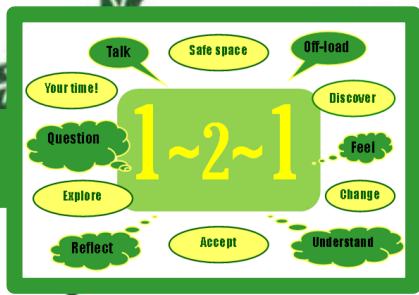 Talk
Safe space
Off-load
Your time!
Discover
Question
1~2~1
Feel
Explore
Change
Reflect
Accept
Understand